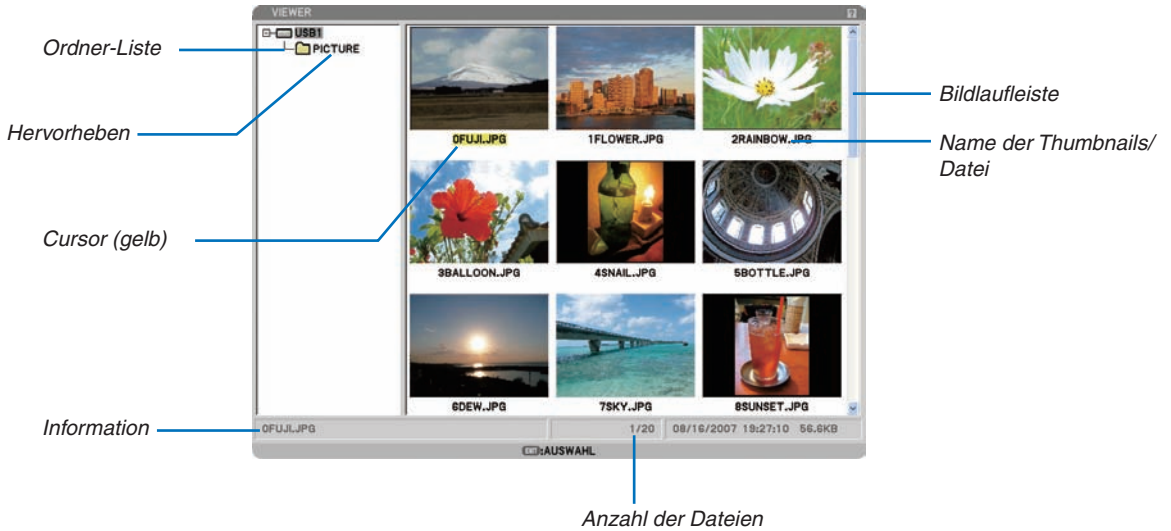 VIEWER
USB1
PICTURE
Ordner-Liste
Hervorheben
Cursor (gelb)
Information
0FUJI.JPG
1FLOWER.JPG
2RAINBOW.JPG
3BALLOON.JPG
4SNAIL.JPG
5BOTTLE.JPG
6DEW.JPG
7SKY.JPG
8SUNSET.JPG
Bildlaufleiste
Name der Thumbnails/
Datei
0FUJI.JPG
1/20
08/16/2007 19:27:10 56.6KB
:AUSWAHL
Anzahl der Dateien